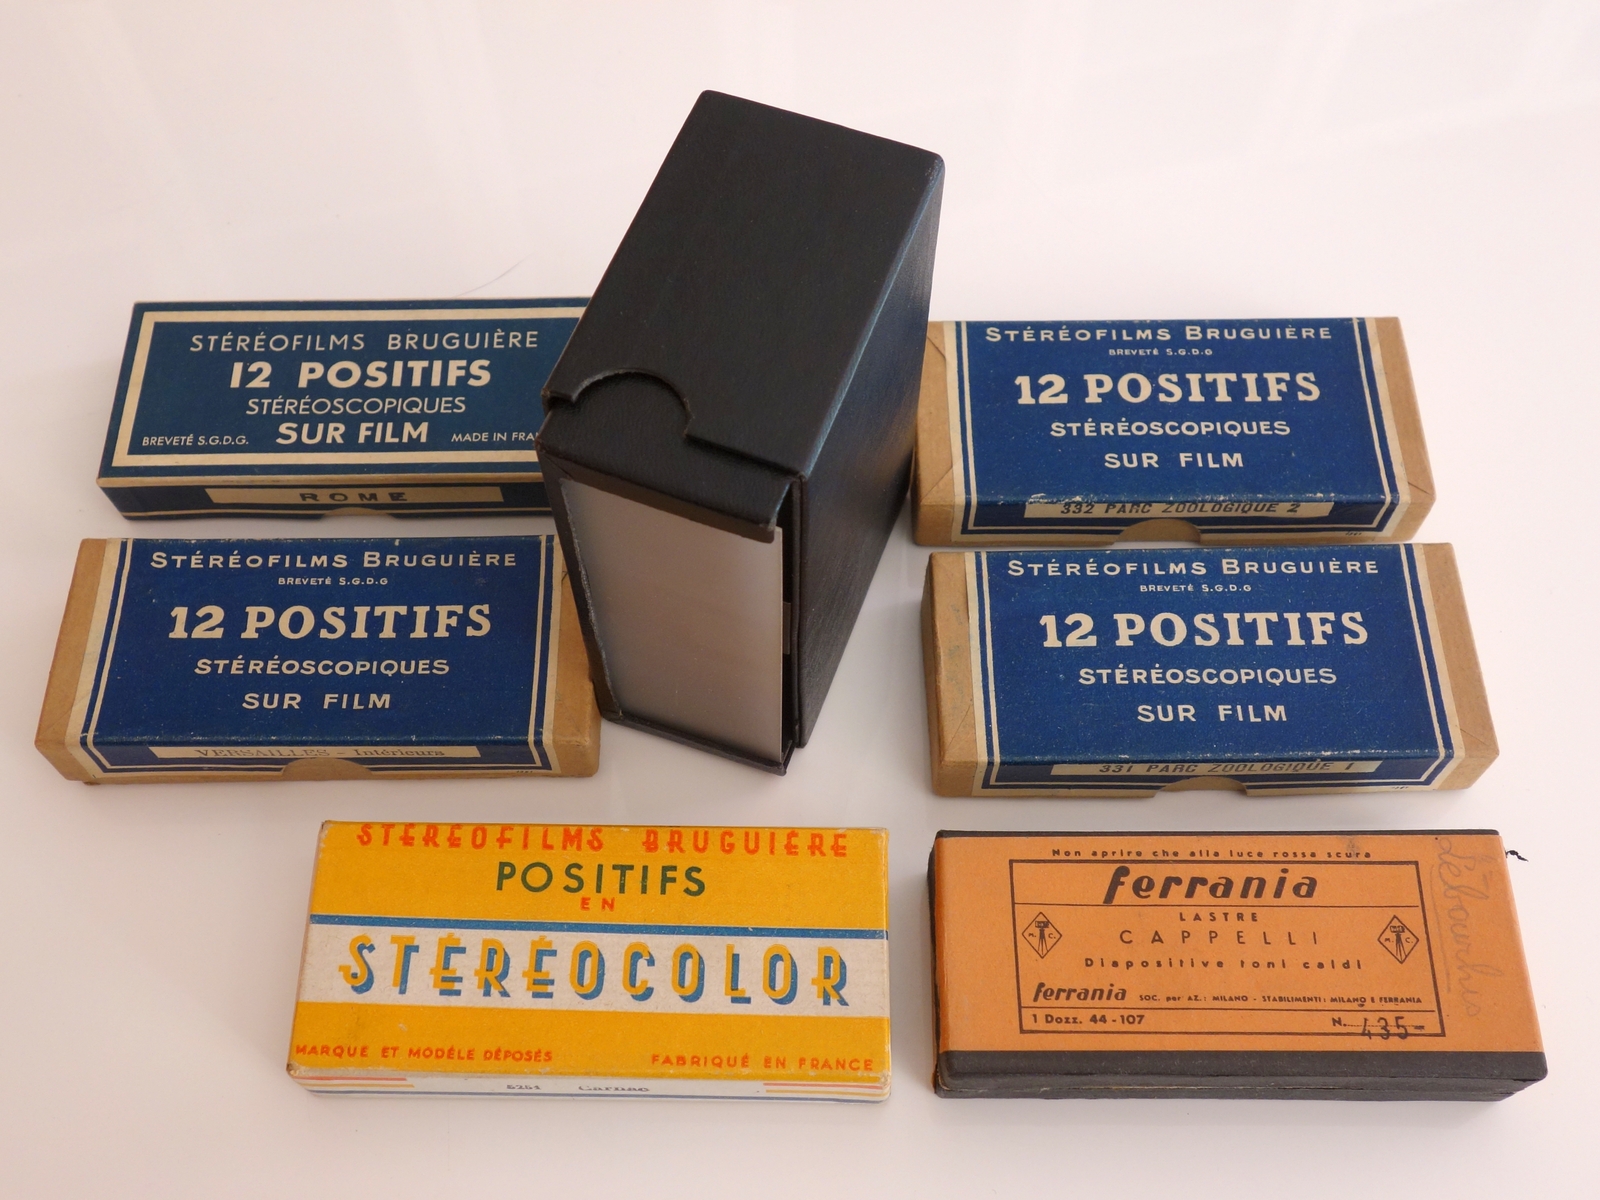 STÉRÉOFILMS BRUGUIÈRE
12 POSITIFS
STÉRÉOSCOPIQUES
BREVETÉ S.G.D.G. SUR FILM MADE IN FRA
ROME
STÉRÉOFILMS BRUGUIÈRE
BREVETÉ S.G.D.G
12 POSITIFS
STÉRÉOSCOPIQUES
SUR FILM
332 PARC ZOOLOGIQUE 2
STÉRÉOFILMS BRUGUIÈRE
BREVETÉ S.G.D.G
12 POSITIFS
STÉRÉOSCOPIQUES
SUR FILM
VERSAILLES - Intérieurs
STÉRÉOFILMS BRUGUIÈRE
BREVETÉ S.G.D.G
12 POSITIFS
STÉRÉOSCOPIQUES
SUR FILM
331 PARC ZOOLOGIQUE 1
STÉRÉOFILMS BRUGUIÈRE
POSITIFS
EN
STÉRÉOCOLOR
MARQUE ET MODÈLE DÉPOSÉS FABRIQUÉ EN FRANCE
Carnac
Non aprire che alla luce rossa scura
ferrania
LASTRE
CAPPELLI
M. C. M. C.
Diapositive toni caldi
ferrania SOC. per AZ.: MILANO - STABILIMENTI: MILANO E FERRANIA
1 Dozz. 44-107 N. 435-